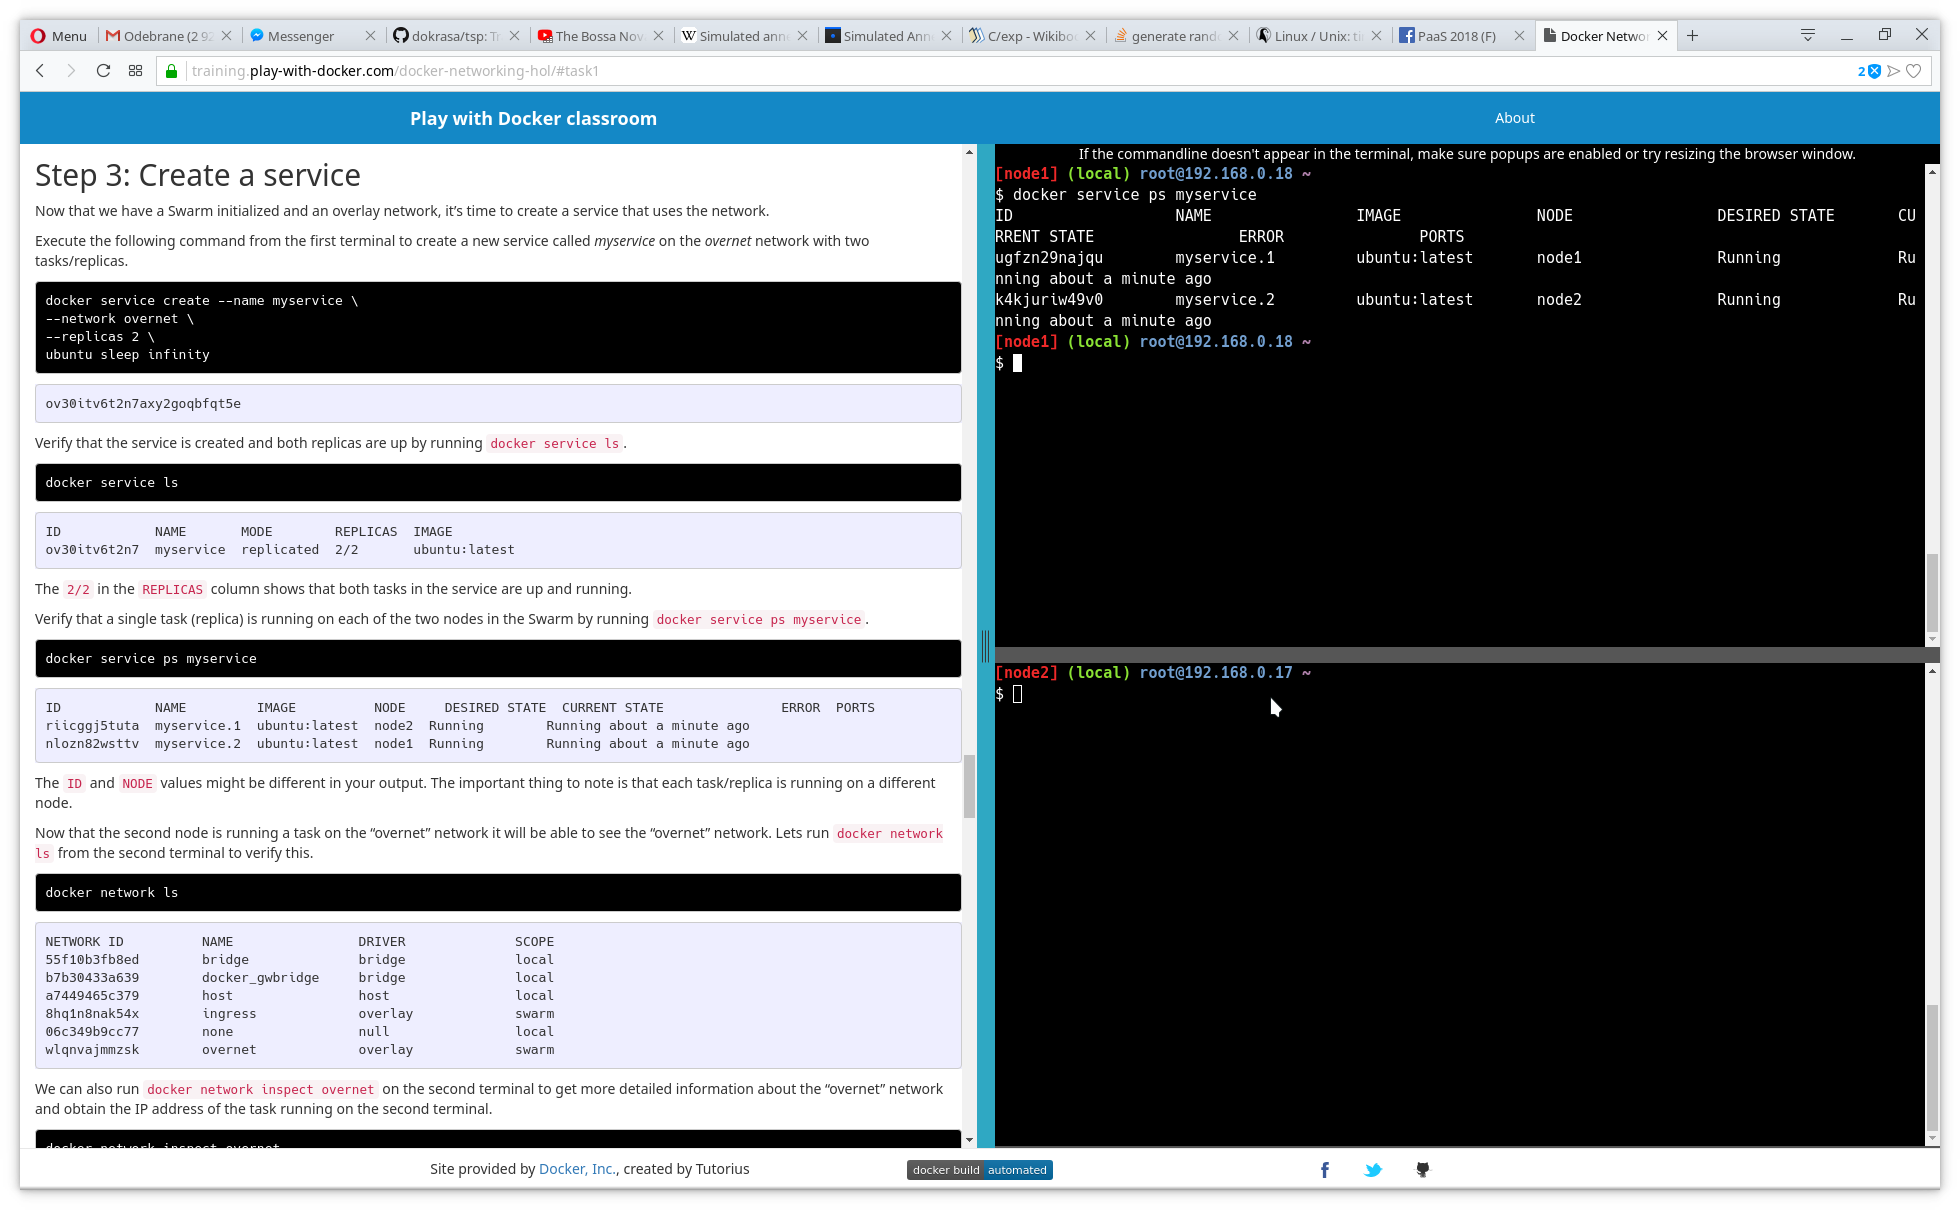 Menu
Odebrane (2 92
Messenger
dokrasa/tsp: Tr
The Bossa Nov
Simulated anne
Simulated Anne
C/exp - Wikiboo
generate rando
Linux / Unix: ti
PaaS 2018 (F)
Docker Networ
training.play-with-docker.com/docker-networking-hol/#task1
2
Play with Docker classroom
About
Step 3: Create a service
Now that we have a Swarm initialized and an overlay network, it’s time to create a service that uses the network.
Execute the following command from the first terminal to create a new service called myservice on the overnet network with two
tasks/replicas.
docker service create --name myservice \
--network overnet \
--replicas 2 \
ubuntu sleep infinity
ov30itv6t2n7axy2goqbfqt5e
Verify that the service is created and both replicas are up by running docker service ls.
docker service ls
ID NAME MODE REPLICAS IMAGE
ov30itv6t2n7 myservice replicated 2/2 ubuntu:latest
The 2/2 in the REPLICAS column shows that both tasks in the service are up and running.
Verify that a single task (replica) is running on each of the two nodes in the Swarm by running docker service ps myservice.
docker service ps myservice
ID NAME IMAGE NODE DESIRED STATE CURRENT STATE ERROR PORTS
riicggj5tuta myservice.1 ubuntu:latest node2 Running Running about a minute ago
nlozn82wsttv myservice.2 ubuntu:latest node1 Running Running about a minute ago
The ID and NODE values might be different in your output. The important thing to note is that each task/replica is running on a different
node.
Now that the second node is running a task on the “overnet” network it will be able to see the “overnet” network. Lets run docker network
ls from the second terminal to verify this.
docker network ls
NETWORK ID NAME DRIVER SCOPE
55f10b3fb8ed bridge bridge local
b7b30433a639 docker_gwbridge bridge local
a7449465c379 host host local
8hq1n8nak54x ingress overlay swarm
06c349b9cc77 none null local
wlqnvajmmzsk overnet overlay swarm
We can also run docker network inspect overnet on the second terminal to get more detailed information about the “overnet” network
and obtain the IP address of the task running on the second terminal.
docker network inspect overnet
If the commandline doesn't appear in the terminal, make sure popups are enabled or try resizing the browser window.
[node1] (local) root@192.168.0.18 ~
$ docker service ps myservice
ID NAME IMAGE NODE DESIRED STATE CU
RRENT STATE ERROR PORTS
ugfzn29najqu myservice.1 ubuntu:latest node1 Running Ru
nning about a minute ago
k4kjuriw49v0 myservice.2 ubuntu:latest node2 Running Ru
nning about a minute ago
[node1] (local) root@192.168.0.18 ~
$
[node2] (local) root@192.168.0.17 ~
$
Site provided by Docker, Inc., created by Tutorius
docker build automated